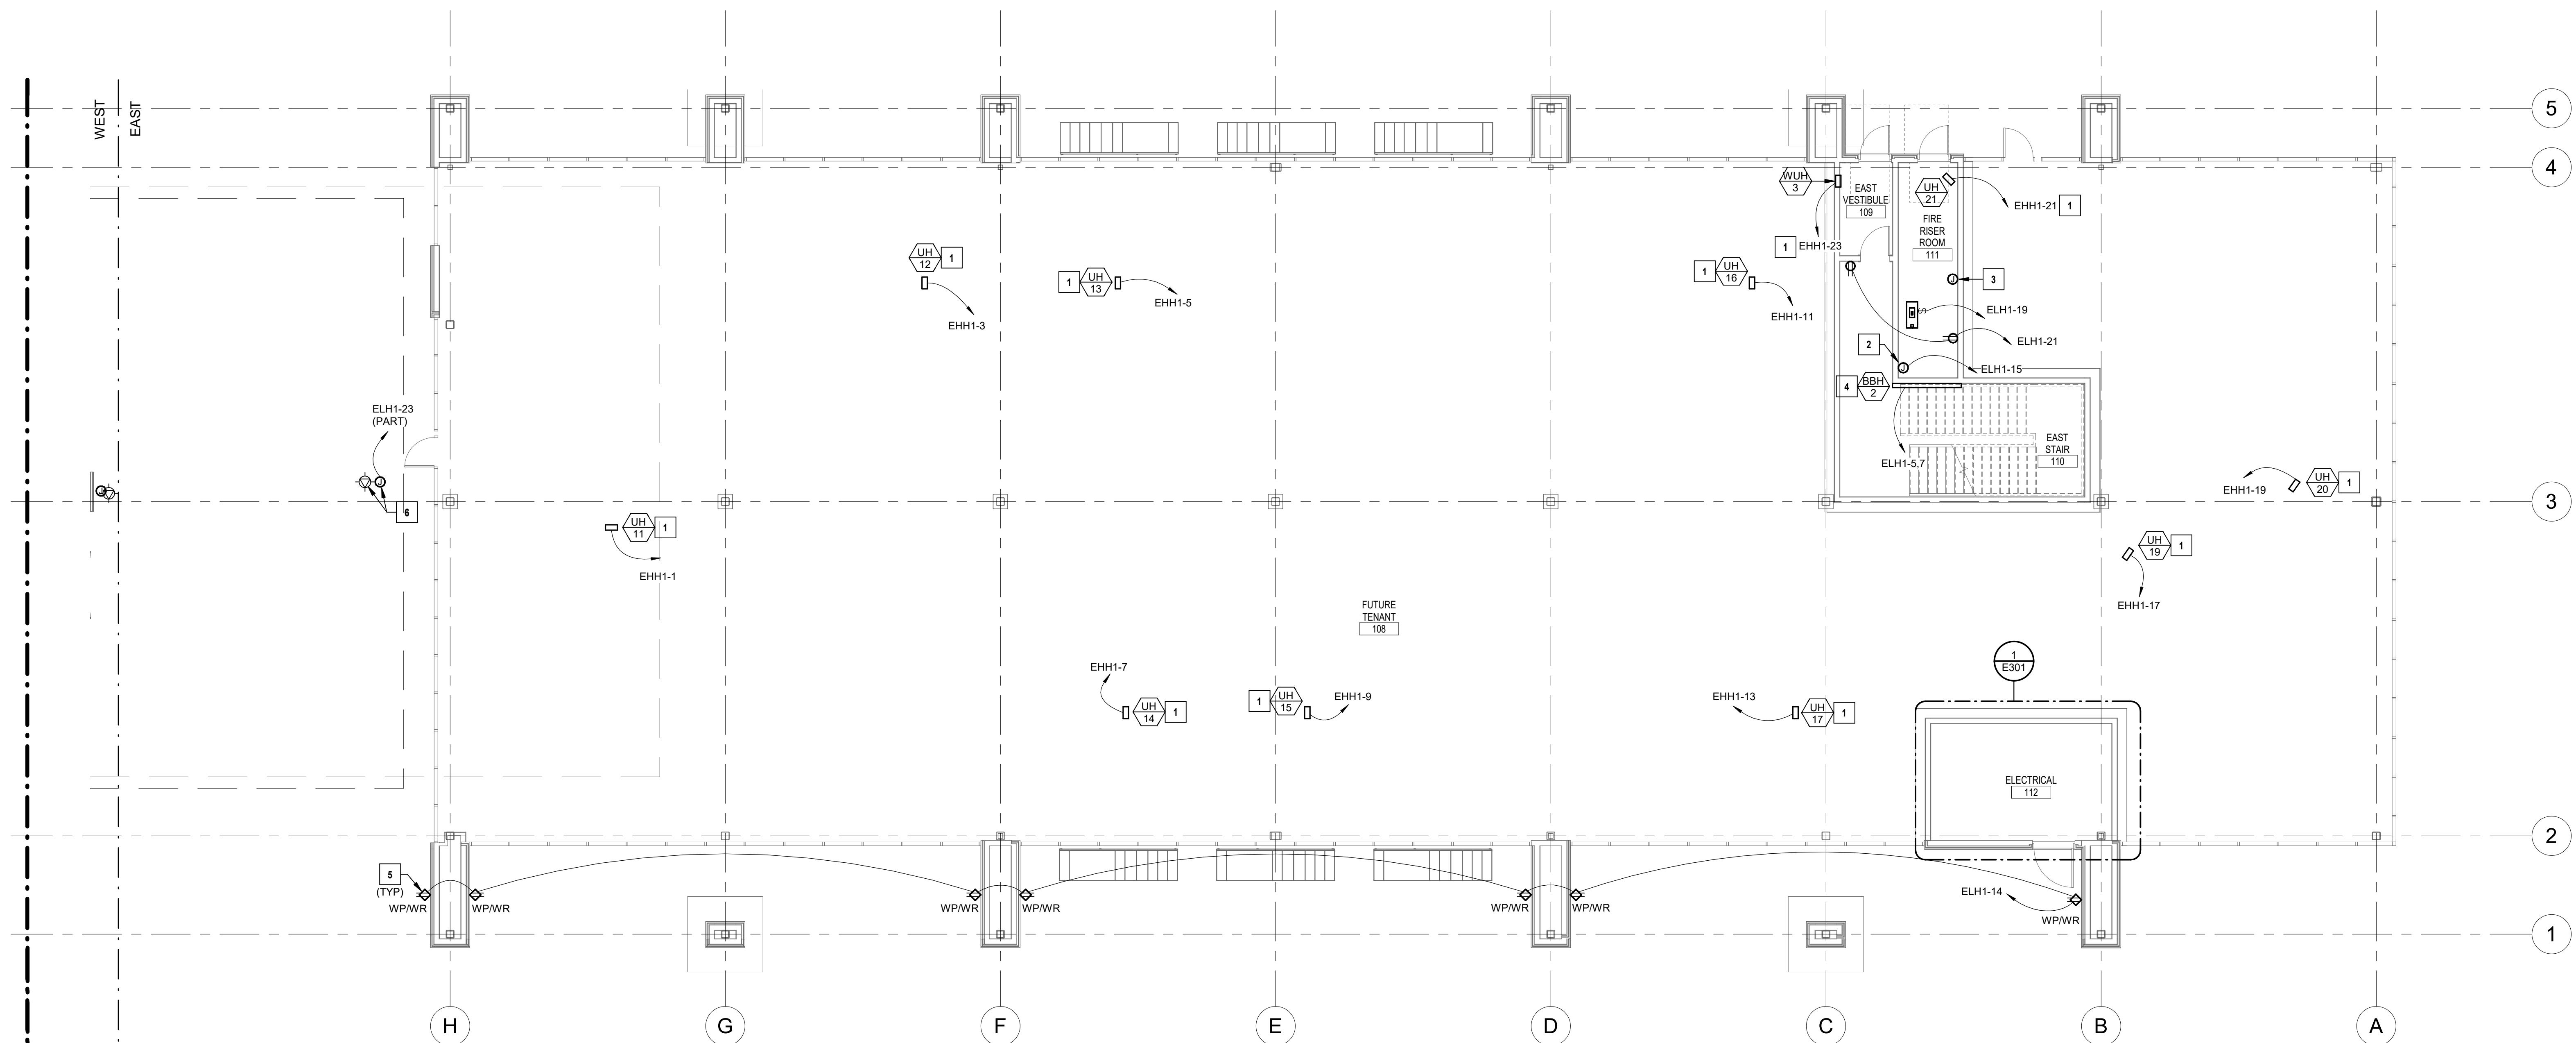 WEST
EAST
5
4
WUH
3
EAST
VESTIBULE
109
UH
21
EHH1-21
1
FIRE
RISER
ROOM
111
1
EHH1-23
UH
12
1
EHH1-3
1
UH
13
EHH1-5
1
UH
16
EHH1-11
J
3
S
ELH1-19
ELH1-21
2
J
ELH1-15
4
BBH
2
ELH1-5,7
EAST
STAIR
110
ELH1-23
(PART)
J
6
EHH1-19
UH
20
1
3
UH
11
1
EHH1-1
UH
19
1
EHH1-17
FUTURE
TENANT
108
1
E301
EHH1-7
UH
14
1
1
UH
15
EHH1-9
EHH1-13
UH
17
1
ELECTRICAL
112
2
5
(TYP)
WP/WR
WP/WR
WP/WR
WP/WR
WP/WR
WP/WR
ELH1-14
WP/WR
1
H
G
F
E
D
C
B
A